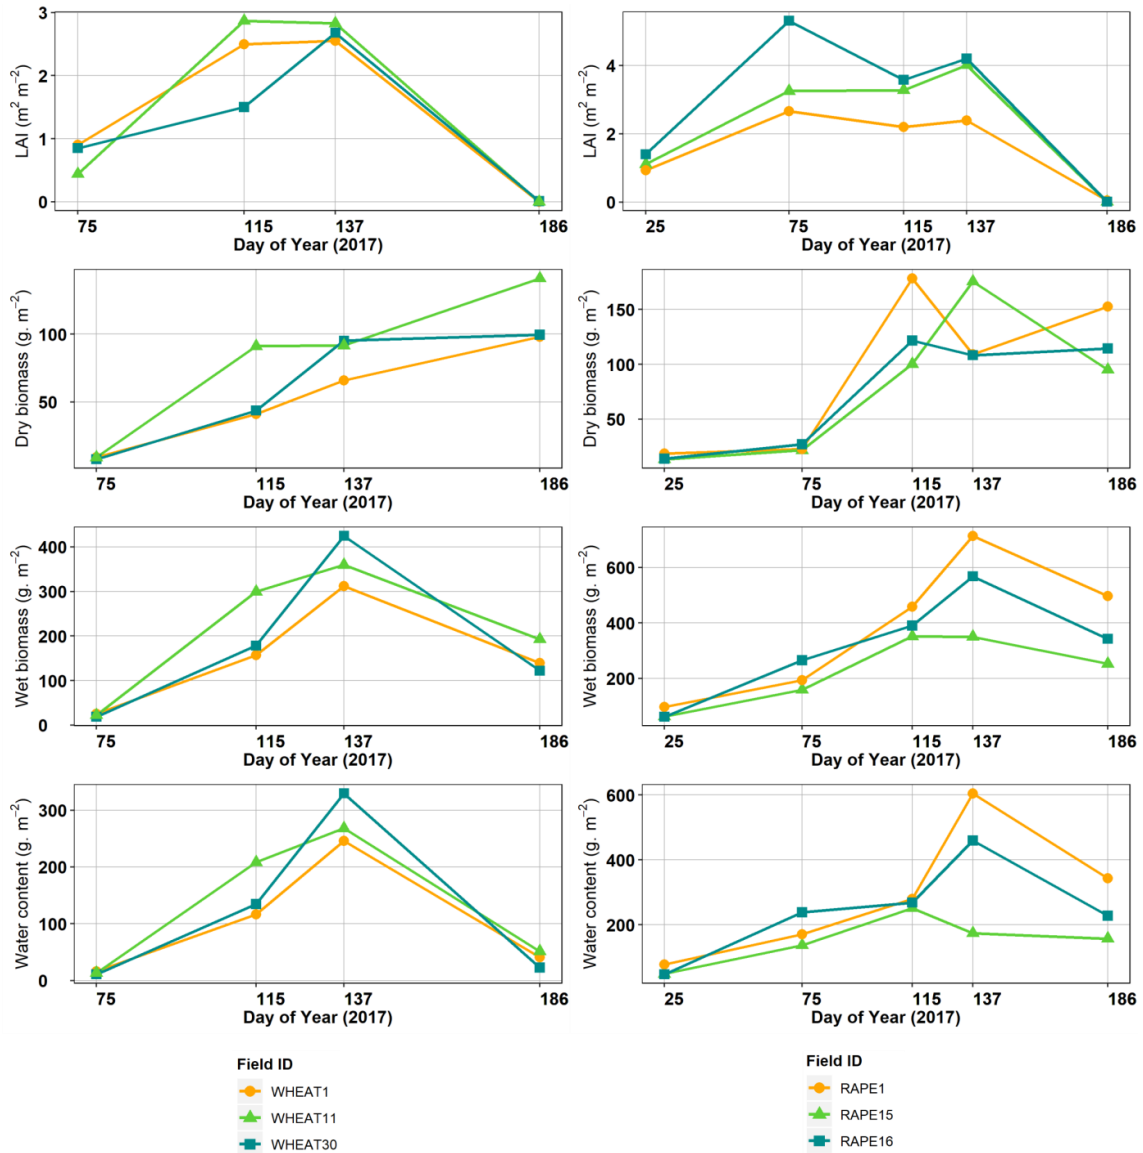 LAI (m² m⁻²)
3
2
1
0
75 115 137 186
Day of Year (2017)
LAI (m² m⁻²)
4
2
0
25 75 115 137 186
Day of Year (2017)
Dry biomass (g. m⁻²)
100
50
75 115 137 186
Day of Year (2017)
Dry biomass (g. m⁻²)
150
100
50
25 75 115 137 186
Day of Year (2017)
Wet biomass (g. m⁻²)
400
300
200
100
0
75 115 137 186
Day of Year (2017)
Wet biomass (g. m⁻²)
600
400
200
25 75 115 137 186
Day of Year (2017)
Water content (g. m⁻²)
300
200
100
0
75 115 137 186
Day of Year (2017)
Water content (g. m⁻²)
600
400
200
25 75 115 137 186
Day of Year (2017)
Field ID
WHEAT1
WHEAT11
WHEAT30
Field ID
RAPE1
RAPE15
RAPE16